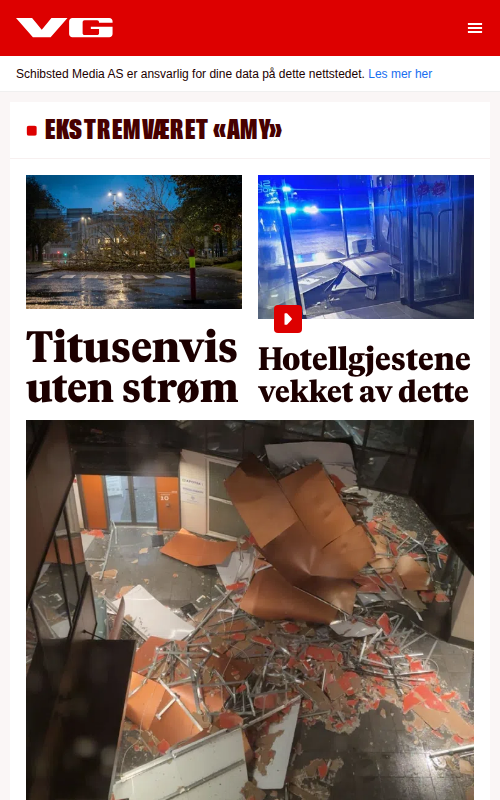 VG
Schibsted Media AS er ansvarlig for dine data på dette nettstedet. Les mer her
EKSTREMVÆRET «AMY»
Titusenvis
uten strøm
Hotellgjestene
vekket av dette